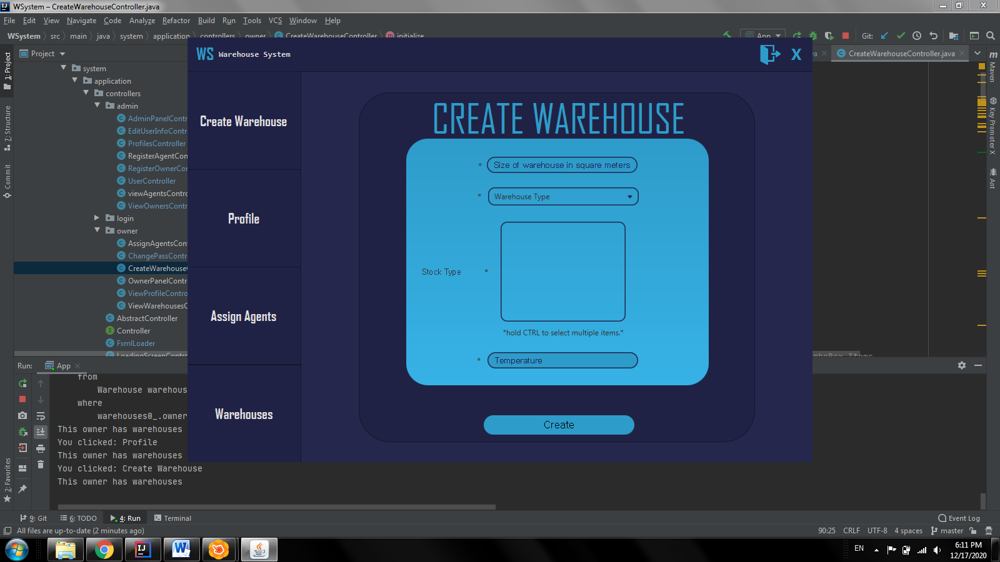 WSystem – CreateWarehouseController.java
File Edit View Navigate Code Analyze Refactor Build Run Tools VCS Window Help
WSystem src main java system application controllers owner CreateWarehouseController initialize
App
Git:
Project
CreateWarehouseController.java
1: Project
7: Structure
Commit
2: Favorites
system
application
controllers
admin
AdminPanelContr
EditUserInfoContr
ProfilesController
RegisterAgentCon
RegisterOwnerCor
UserController
viewAgentsContro
ViewOwnersContr
login
owner
AssignAgentsCont
ChangePassContr
CreateWarehouseC
OwnerPanelContr
ViewProfileContro
ViewWarehousesC
AbstractController
Controller
FxmlLoader
LoadingScreenContro
WS Warehouse System
X
Create Warehouse
Profile
Assign Agents
Warehouses
CREATE WAREHOUSE
* Size of warehouse in square meters
* Warehouse Type
Stock Type *
*hold CTRL to select multiple items.*
* Temperature
Create
Maven
Key Promoter X
Ant
Run: App
from
Warehouse warehous
where
warehouses0_.owner
This owner has warehouses
You clicked: Profile
This owner has warehouses
You clicked: Create Warehouse
This owner has warehouses
9: Git 6: TODO 4: Run Terminal
Event Log
All files are up-to-date (2 minutes ago)
90:25 CRLF UTF-8 4 spaces master
EN
6:11 PM
12/17/2020